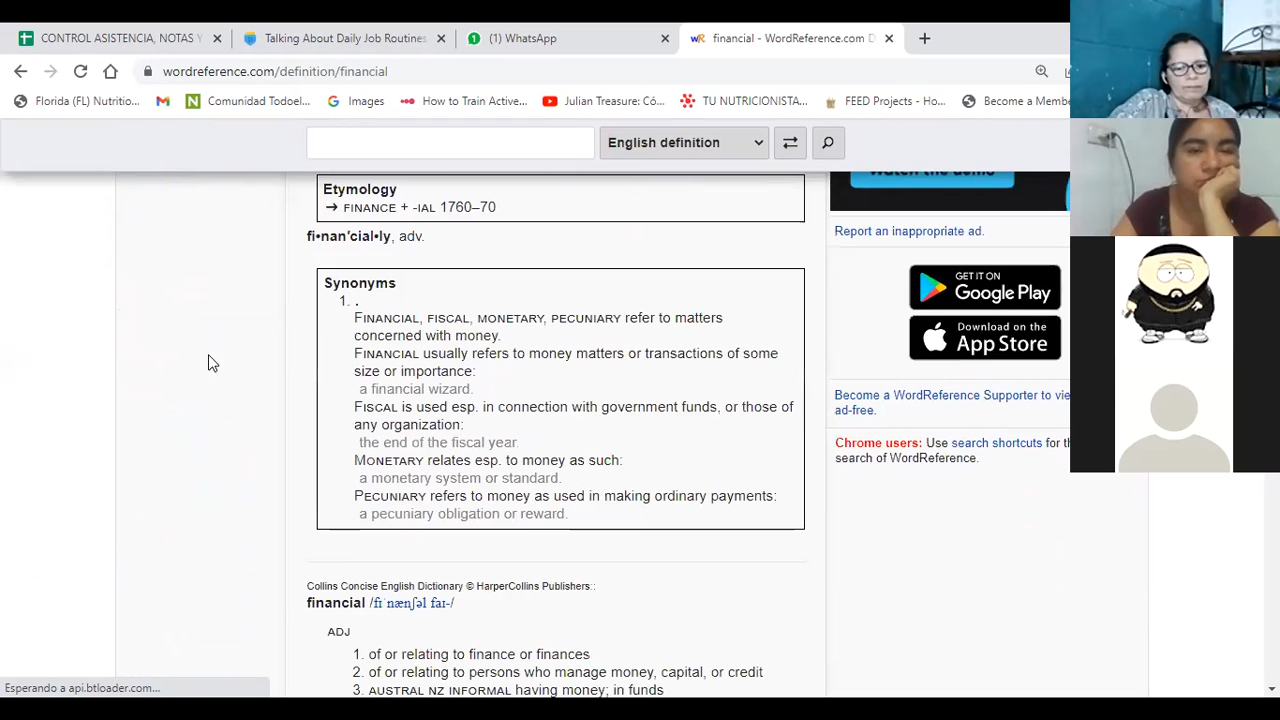 CONTROL ASISTENCIA, NOTAS Y
Talking About Daily Job Routines
(1) WhatsApp
financial - WordReference.com D
wordreference.com/definition/financial
Florida (FL) Nutritio...
Comunidad Todoel...
Images
How to Train Active...
Julian Treasure: Có...
TU NUTRICIONISTA...
FEED Projects - Ho...
Become a Membe
English definition
Watch the demo
Etymology
→ FINANCE + -IAL 1760–70
fi•nan′cial•ly, adv.
Report an inappropriate ad.
Synonyms
1. .
FINANCIAL, FISCAL, MONETARY, PECUNIARY refer to matters
concerned with money.
FINANCIAL usually refers to money matters or transactions of some
size or importance:
a financial wizard.
FISCAL is used esp. in connection with government funds, or those of
any organization:
the end of the fiscal year.
MONETARY relates esp. to money as such:
a monetary system or standard.
PECUNIARY refers to money as used in making ordinary payments:
a pecuniary obligation or reward.
GET IT ON
Google Play
Download on the
App Store
Become a WordReference Supporter to vie
ad-free.
Chrome users: Use search shortcuts for th
search of WordReference.
Collins Concise English Dictionary © HarperCollins Publishers::
financial /fɪˈnænʃəl faɪ-/
ADJ
1. of or relating to finance or finances
2. of or relating to persons who manage money, capital, or credit
3. AUSTRAL NZ INFORMAL having money; in funds
Esperando a api.btloader.com...